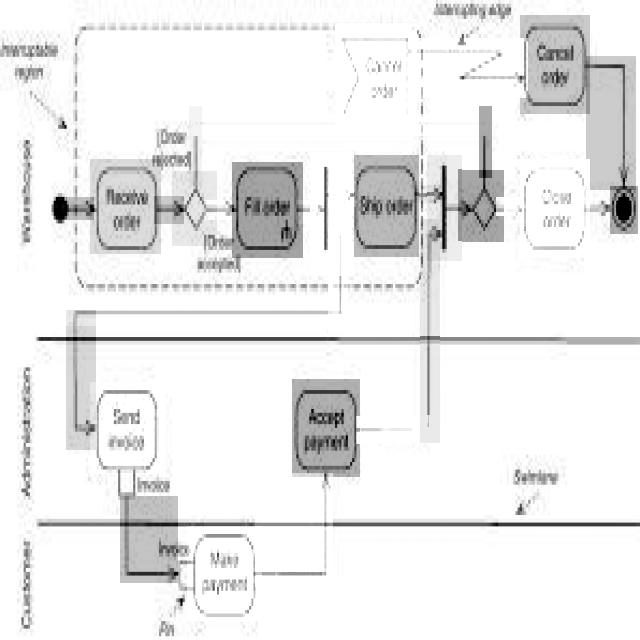 Interrupting edge
Interruptable
region
Cancel
order
Cancel
order
[Order
rejected]
Warehouse
Receive
order
Fill order
Ship order
Close
order
[Order
accepted]
Administration
Send
invoice
Accept
payment
Invoice
Swimlane
Customer
Invoice
Make
payment
Pin